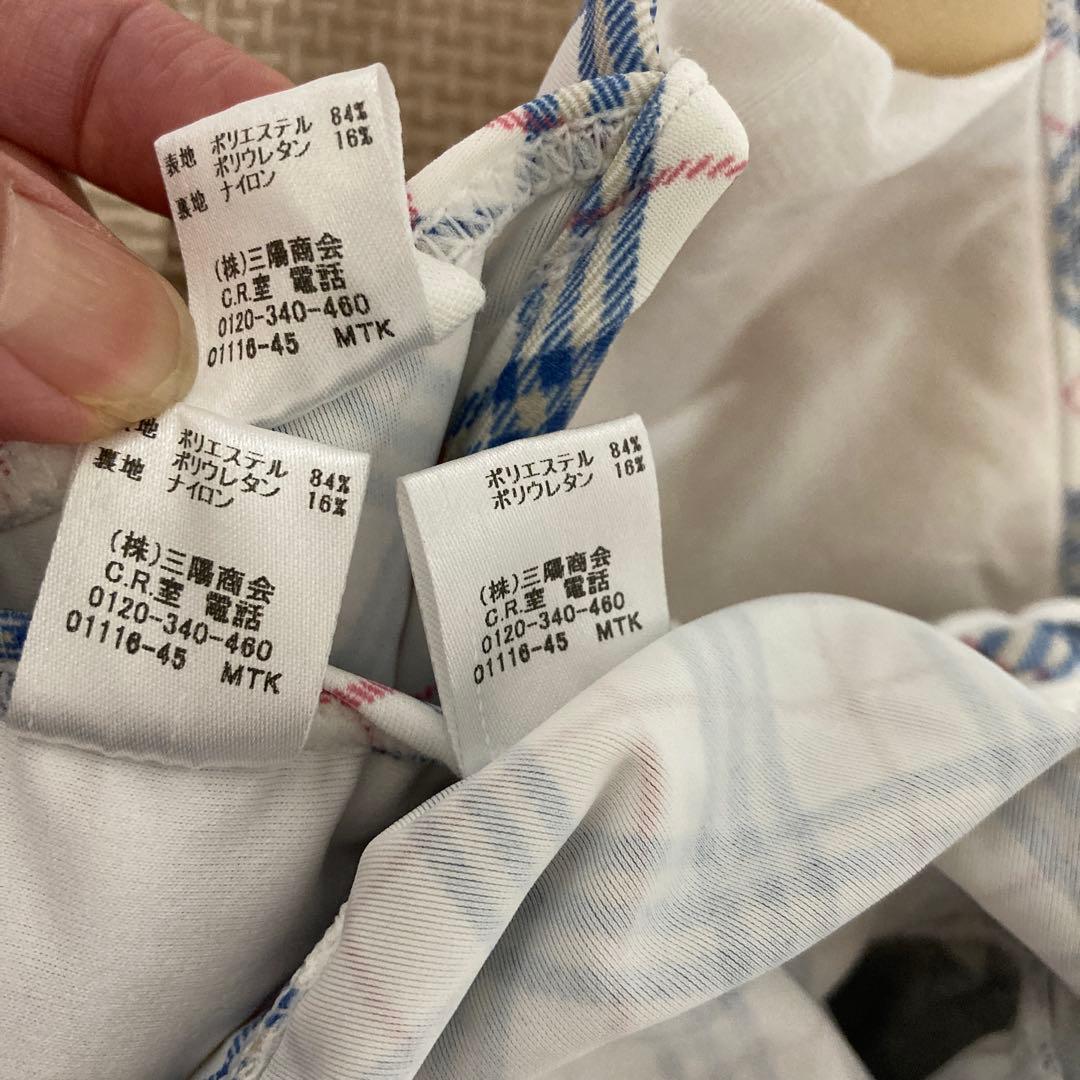 表地 ポリエステル 84%
ポリウレタン 16%
裏地 ナイロン
(株)三陽商会
C.R.室 電話
0120-340-460
01116-45 MTK
地 ポリエステル 84%
ポリウレタン 16%
裏地 ナイロン
(株)三陽商会
C.R.室 電話
0120-340-460
01116-45 MTK
ポリエステル 84%
ポリウレタン 16%
(株)三陽商会
C.R.室 電話
0120-340-460
01116-45 MTK